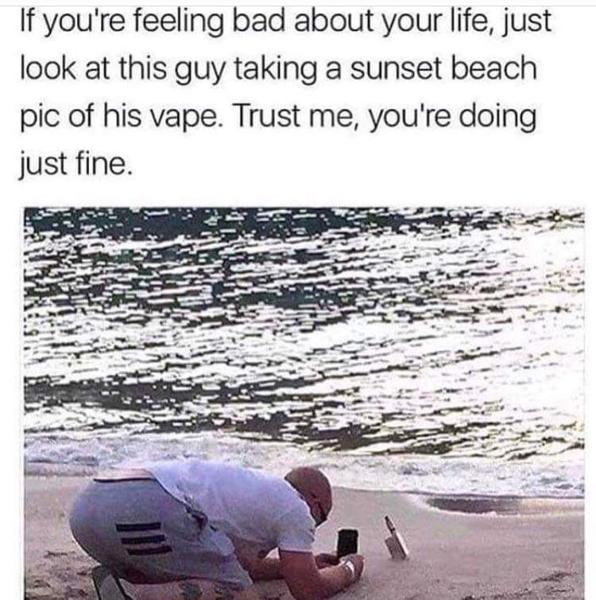 If you're feeling bad about your life, just
look at this guy taking a sunset beach
pic of his vape. Trust me, you're doing
just fine.